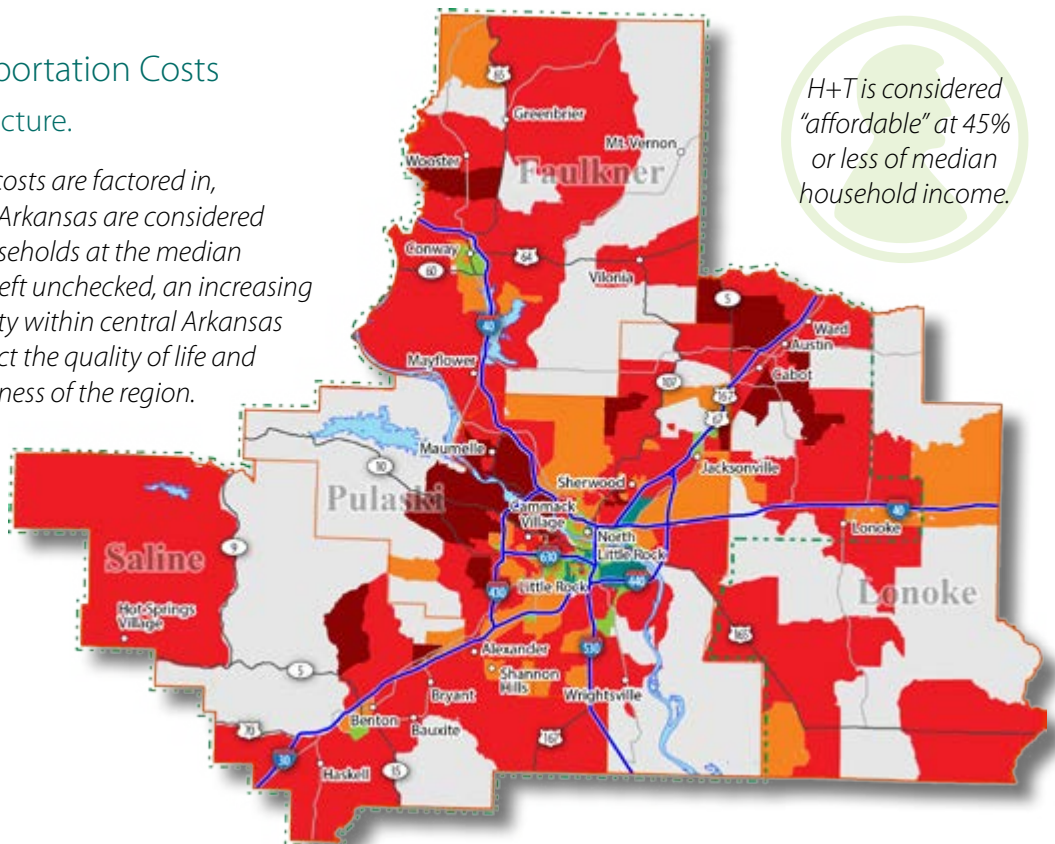 portation Costs
cture.
costs are factored in,
Arkansas are considered
seholds at the median
eft unchecked, an increasing
ty within central Arkansas
ct the quality of life and
ness of the region.
H+T is considered
"affordable" at 45%
or less of median
household income.
65
Greenbrier
Mt. Vernon
Wooster
Faulkner
Conway
64
60
Vilonia
5
40
Ward
Austin
Mayflower
107
Cabot
167
67
Maumelle
10
Jacksonville
Sherwood
Pulaski
Cammack
Village
40
North
Little Rock
Lonoke
Saline
9
630
Little Rock
440
430
Lonoke
Hot Springs
Village
165
5
Alexander
530
Shannon
Hills
Bryant
Wrightsville
Benton
70
Bauxite
167
30
Haskell
15